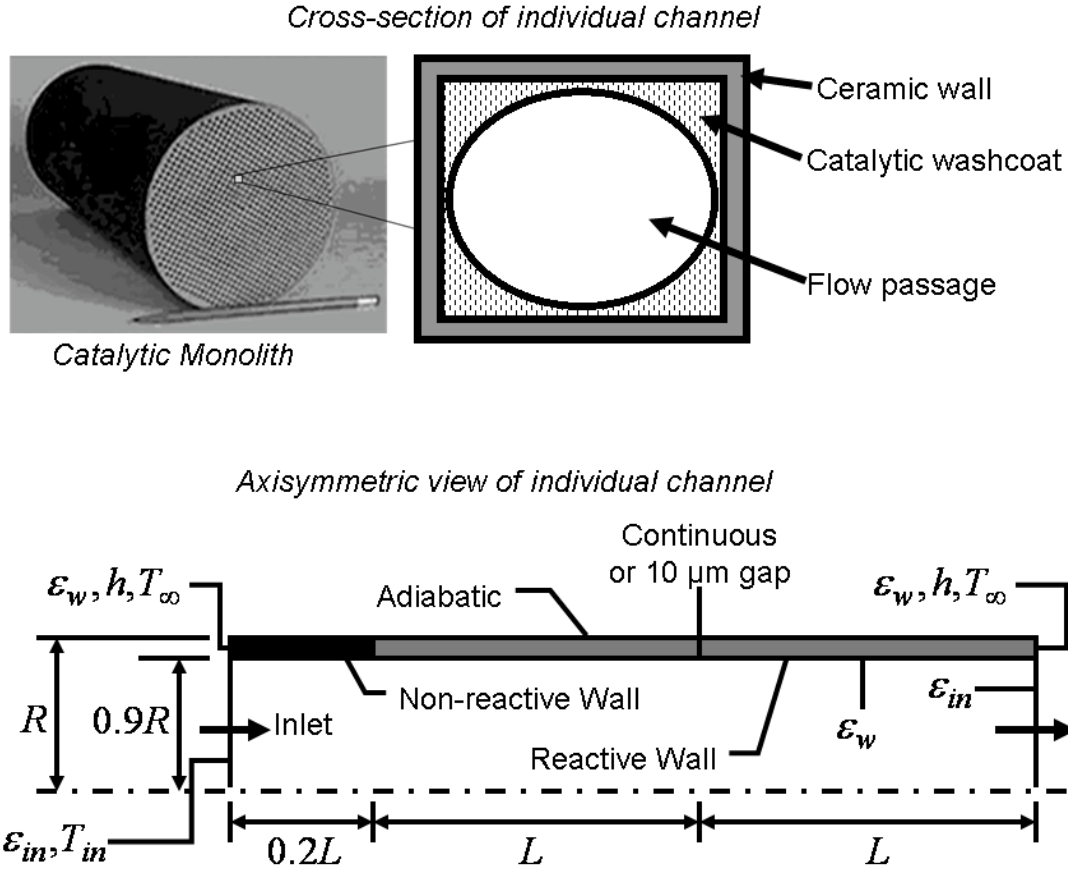 Cross-section of individual channel
Ceramic wall
Catalytic washcoat
Flow passage
Catalytic Monolith
Axisymmetric view of individual channel
Continuous
or 10 µm gap
ε_w, h, T_∞
Adiabatic
ε_w, h, T_∞
Non-reactive Wall
ε_in
R
0.9R
Inlet
ε_w
Reactive Wall
ε_in, T_in
0.2L
L
L